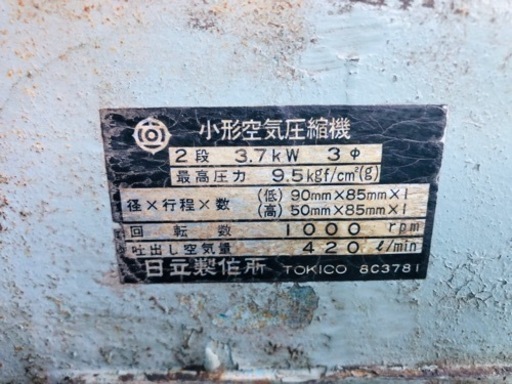 小形空気圧縮機
2段 3.7kW 3φ
最高圧力 9.5kgf/cm²(g)
径×行程×数 (低) 90mm×85mm×1
(高) 50mm×85mm×1
回転数 1000 rpm
吐出し空気量 420 ℓ/min
日立製作所 TOKICO 8C3781